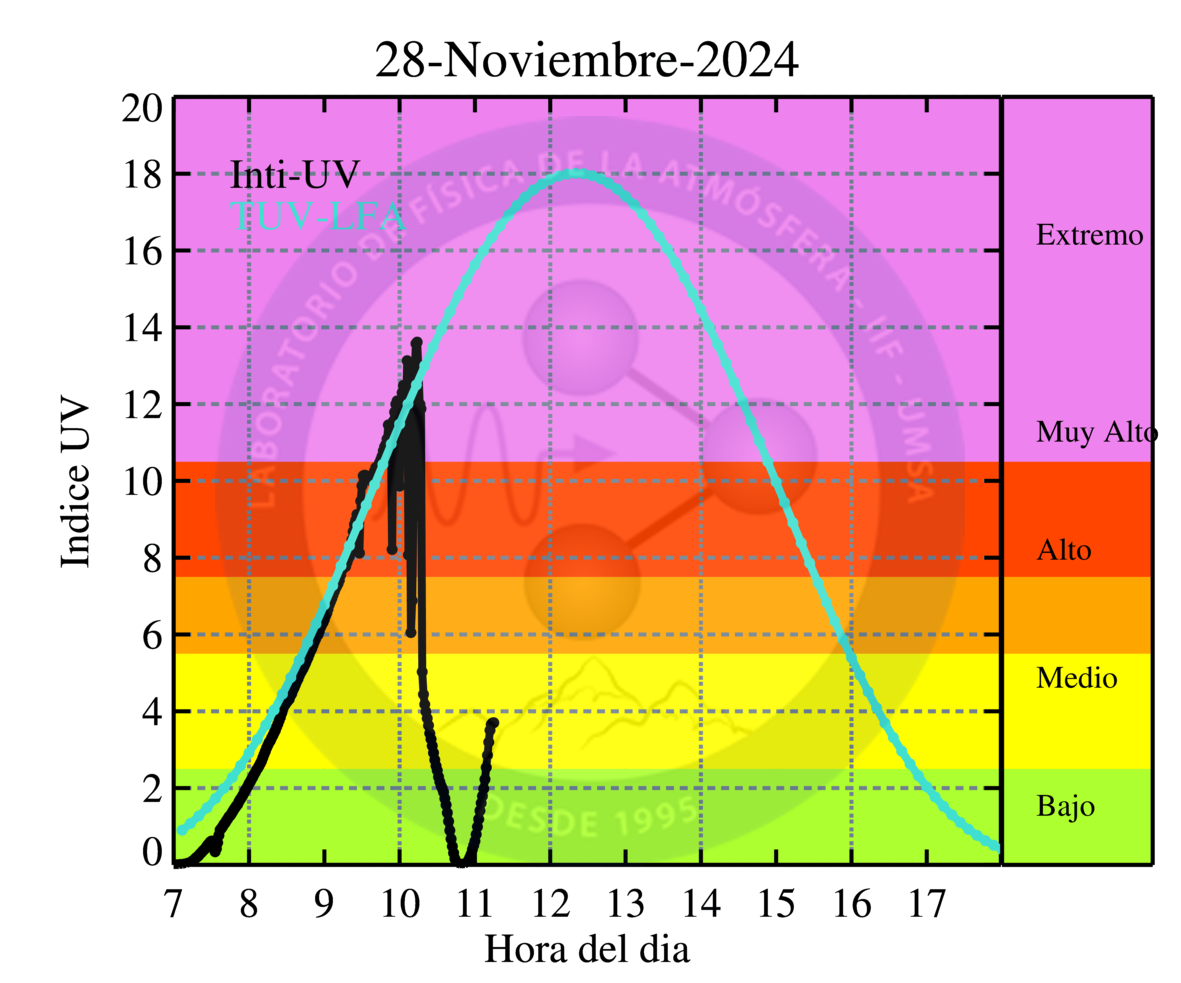 28-Noviembre-2024
20
18
16
14
12
10
8
6
4
2
0
Indice UV
Inti-UV
TUV-LFA
LABORATORIO DE FÍSICA DE LA ATMÓSFERA - IIF - UMSA
DESDE 1995
Extremo
Muy Alto
Alto
Medio
Bajo
7 8 9 10 11 12 13 14 15 16 17
Hora del dia